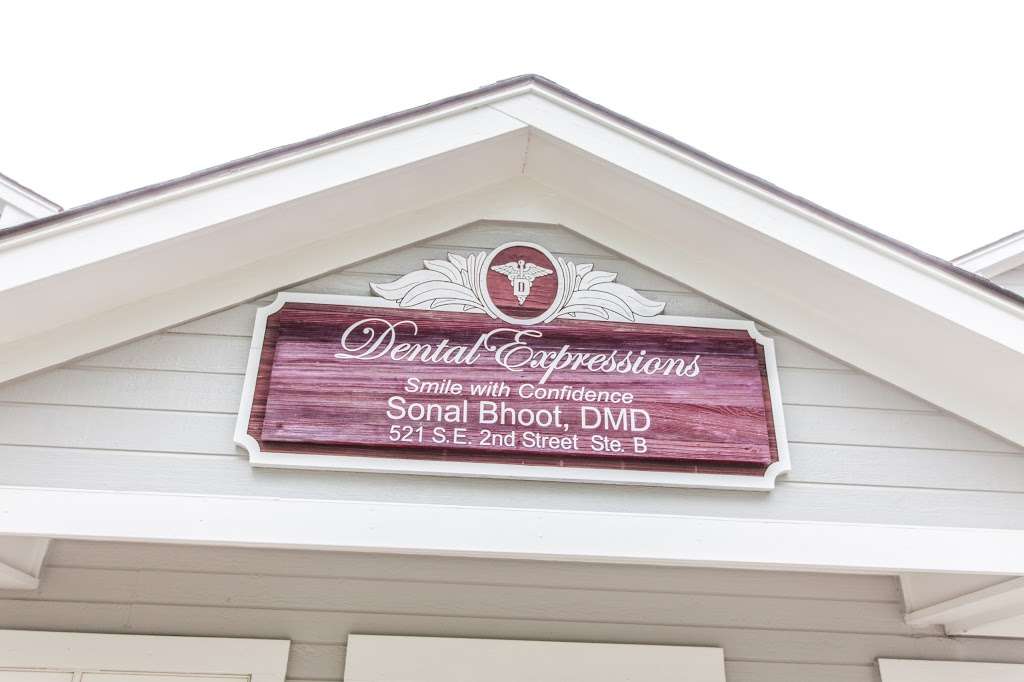 D
Dental Expressions
Smile with Confidence
Sonal Bhoot, DMD
521 S.E. 2nd Street Ste. B